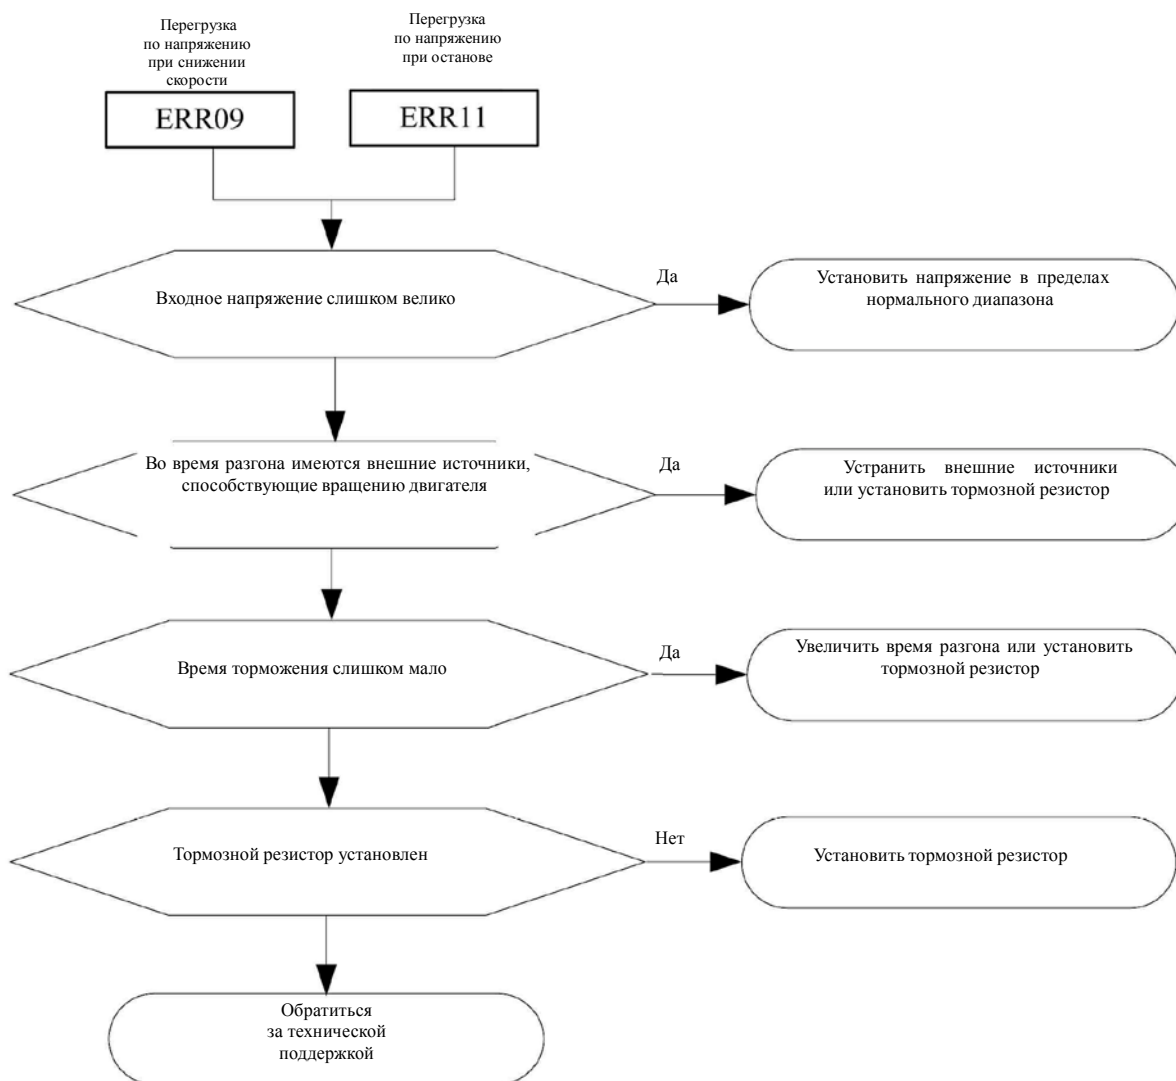 Перегрузка
по напряжению
при снижении
скорости
Перегрузка
по напряжению
при останове
ERR09
ERR11
Входное напряжение слишком велико
Да
Установить напряжение в пределах
нормального диапазона
Во время разгона имеются внешние источники,
способствующие вращению двигателя
Да
Устранить внешние источники
или установить тормозной резистор
Время торможения слишком мало
Да
Увеличить время разгона или установить
тормозной резистор
Тормозной резистор установлен
Нет
Установить тормозной резистор
Обратиться
за технической
поддержкой